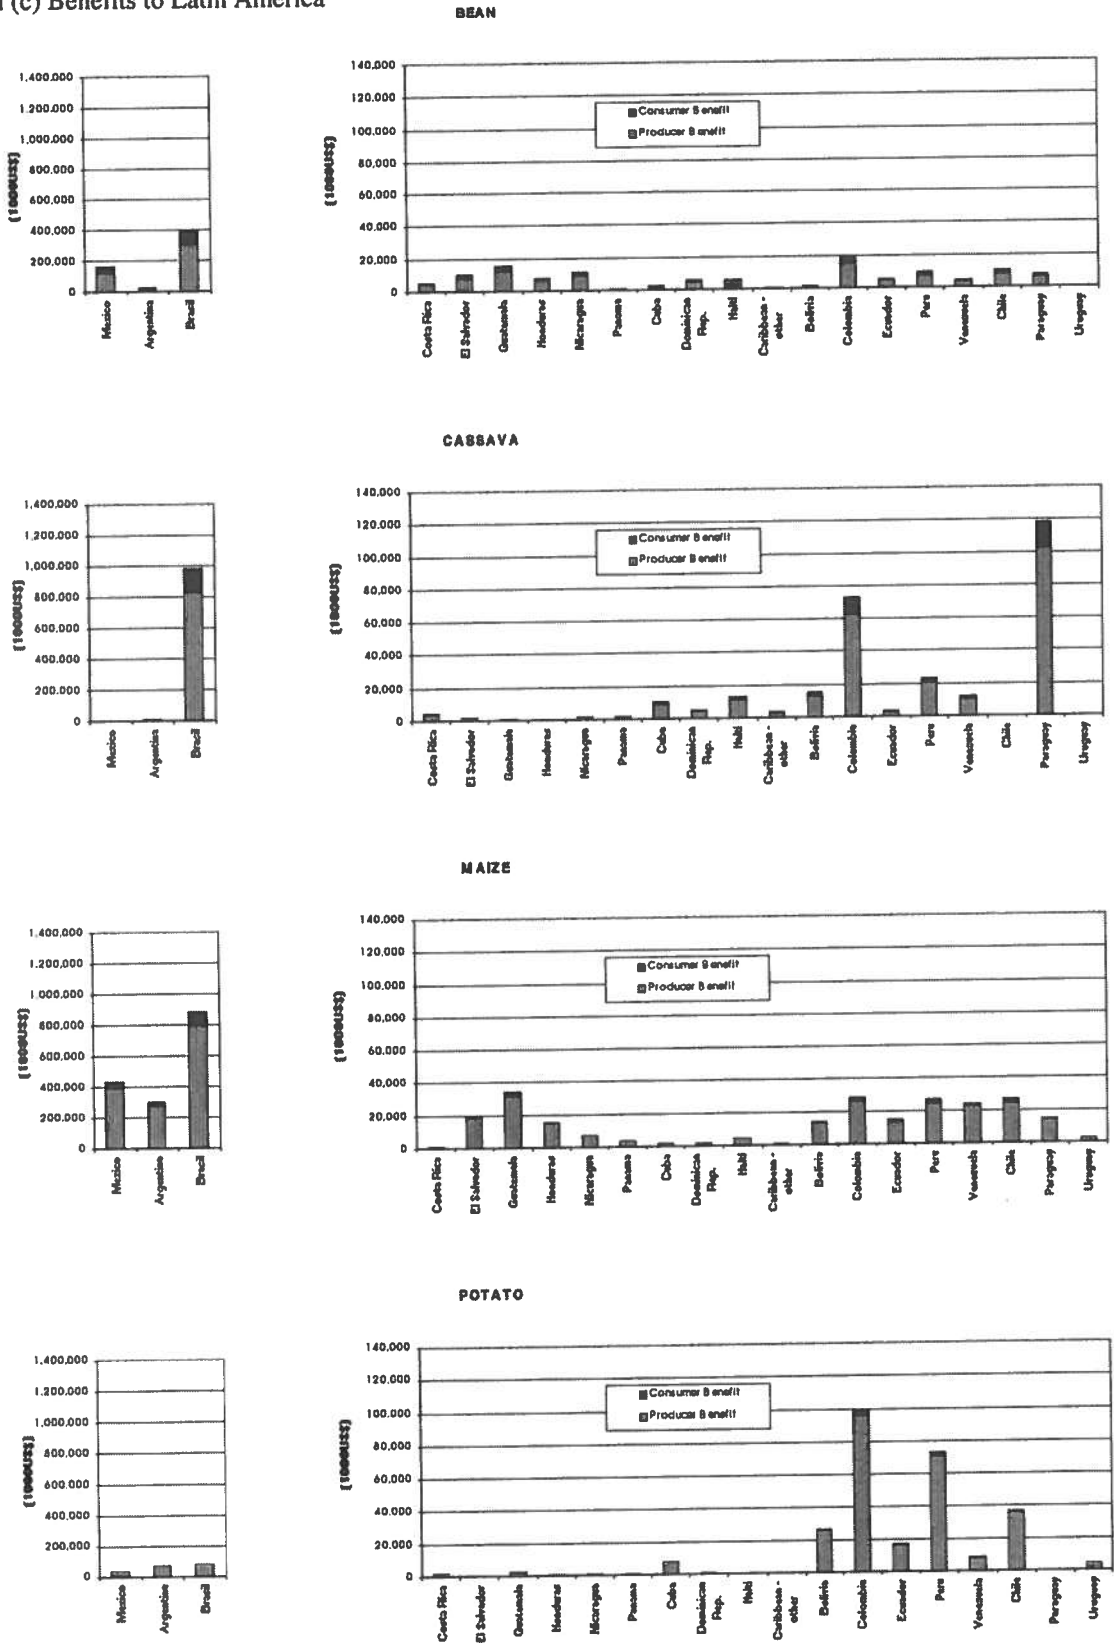 (c) Benefits to Latin America
BEAN
1,400,000
1,200,000
1,000,000
800,000
600,000
400,000
200,000
0
(1000US$)
Mexico
Argentina
Brazil
140,000
120,000
100,000
80,000
60,000
40,000
20,000
0
(1000US$)
Consumer Benefit
Producer Benefit
Costa Rica
El Salvador
Guatemala
Honduras
Nicaragua
Panama
Cuba
Dominican Rep.
Haiti
Caribbean - other
Bolivia
Colombia
Ecuador
Peru
Venezuela
Chile
Paraguay
Uruguay
CASSAVA
1,400,000
1,200,000
1,000,000
800,000
600,000
400,000
200,000
0
(1000US$)
Mexico
Argentina
Brazil
140,000
120,000
100,000
80,000
60,000
40,000
20,000
0
(1000US$)
Consumer Benefit
Producer Benefit
Costa Rica
El Salvador
Guatemala
Honduras
Nicaragua
Panama
Cuba
Dominican Rep.
Haiti
Caribbean - other
Bolivia
Colombia
Ecuador
Peru
Venezuela
Chile
Paraguay
Uruguay
MAIZE
1,400,000
1,200,000
1,000,000
800,000
600,000
400,000
200,000
0
(1000US$)
Mexico
Argentina
Brazil
140,000
120,000
100,000
80,000
60,000
40,000
20,000
0
(1000US$)
Consumer Benefit
Producer Benefit
Costa Rica
El Salvador
Guatemala
Honduras
Nicaragua
Panama
Cuba
Dominican Rep.
Haiti
Caribbean - other
Bolivia
Colombia
Ecuador
Peru
Venezuela
Chile
Paraguay
Uruguay
POTATO
1,400,000
1,200,000
1,000,000
800,000
600,000
400,000
200,000
0
(1000US$)
Mexico
Argentina
Brazil
140,000
120,000
100,000
80,000
60,000
40,000
20,000
0
(1000US$)
Consumer Benefit
Producer Benefit
Costa Rica
El Salvador
Guatemala
Honduras
Nicaragua
Panama
Cuba
Dominican Rep.
Haiti
Caribbean - other
Bolivia
Colombia
Ecuador
Peru
Venezuela
Chile
Paraguay
Uruguay